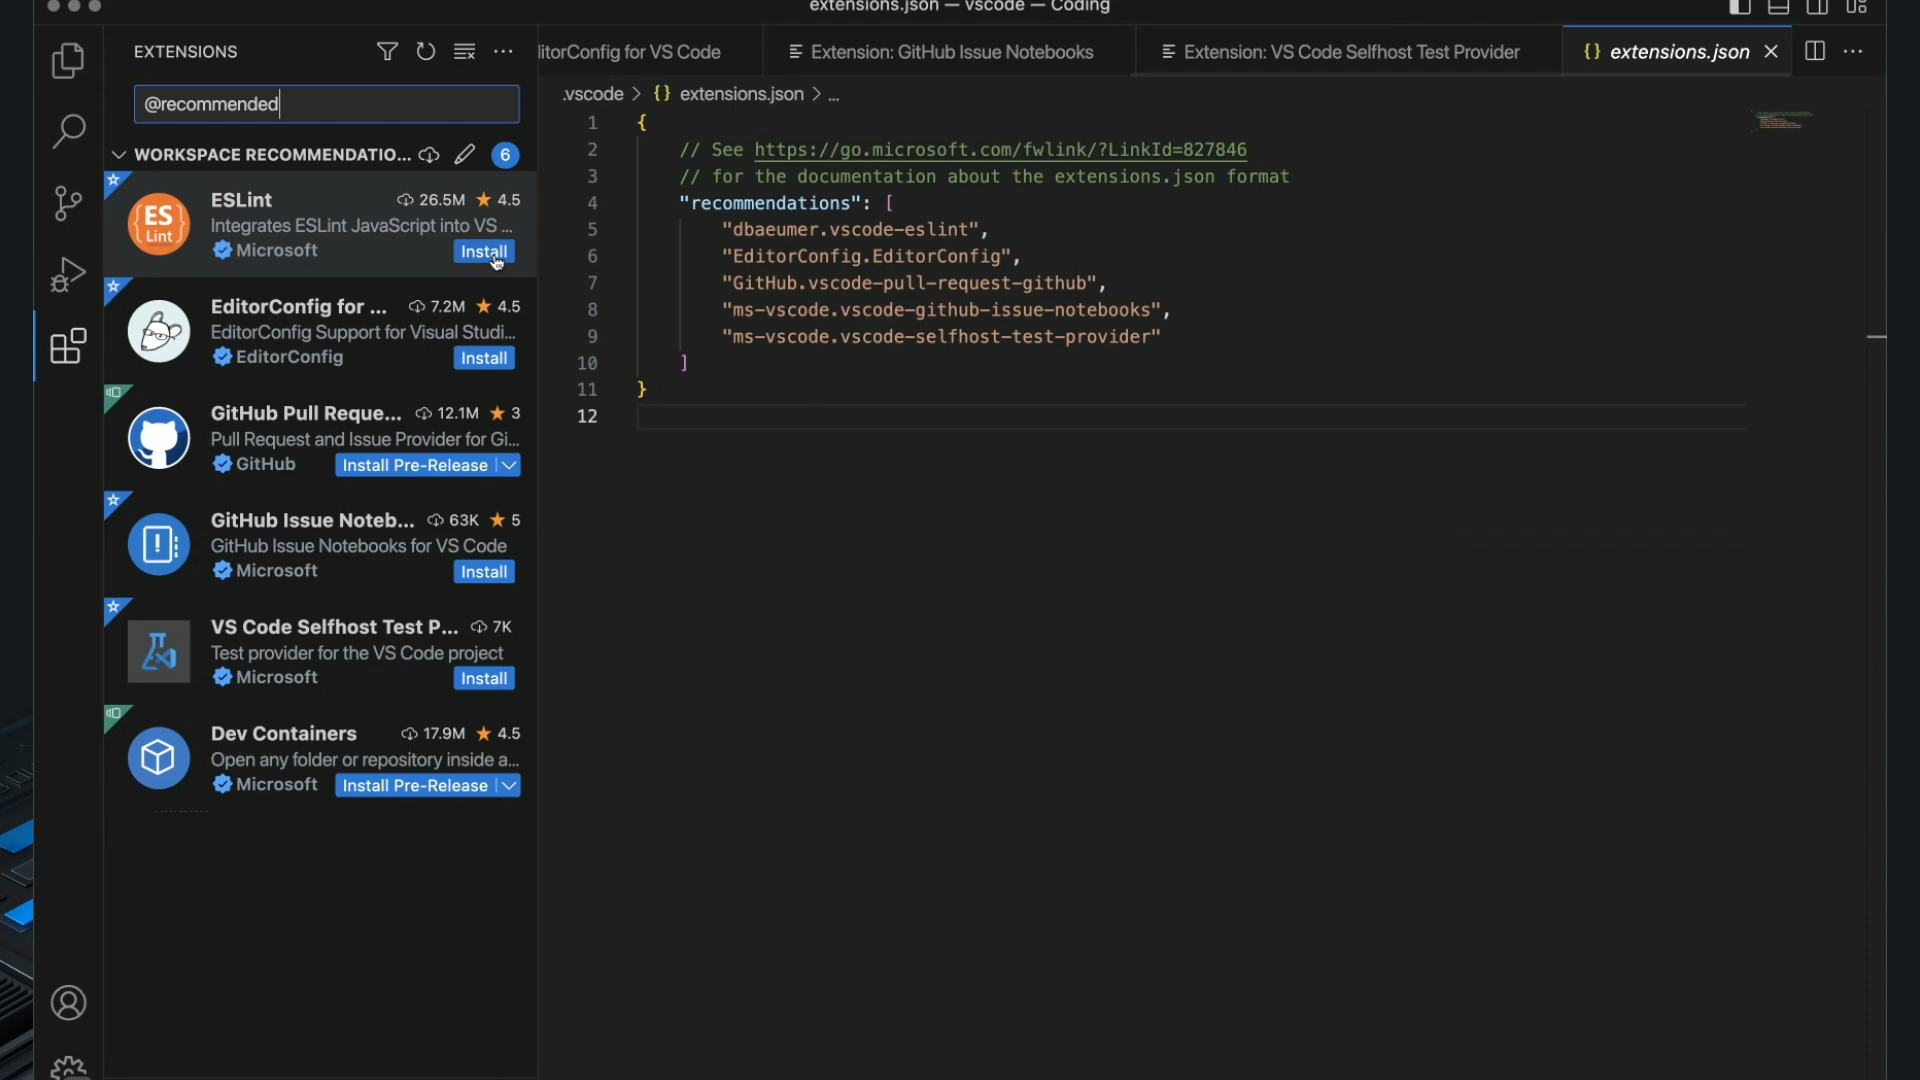 extensions.json — vscode — Coding
EXTENSIONS
@recommended
WORKSPACE RECOMMENDATIO... 6
ES Lint
ESLint 26.5M 4.5
Integrates ESLint JavaScript into VS ...
Microsoft Install
EditorConfig for ... 7.2M 4.5
EditorConfig Support for Visual Studi...
EditorConfig Install
GitHub Pull Reque... 12.1M 3
Pull Request and Issue Provider for Gi...
GitHub Install Pre-Release
GitHub Issue Noteb... 63K 5
GitHub Issue Notebooks for VS Code
Microsoft Install
VS Code Selfhost Test P... 7K
Test provider for the VS Code project
Microsoft Install
Dev Containers 17.9M 4.5
Open any folder or repository inside a...
Microsoft Install Pre-Release
itorConfig for VS Code Extension: GitHub Issue Notebooks Extension: VS Code Selfhost Test Provider {} extensions.json
.vscode > {} extensions.json > ...
1 {
2 // See https://go.microsoft.com/fwlink/?LinkId=827846
3 // for the documentation about the extensions.json format
4 "recommendations": [
5 "dbaeumer.vscode-eslint",
6 "EditorConfig.EditorConfig",
7 "GitHub.vscode-pull-request-github",
8 "ms-vscode.vscode-github-issue-notebooks",
9 "ms-vscode.vscode-selfhost-test-provider"
10 ]
11 }
12